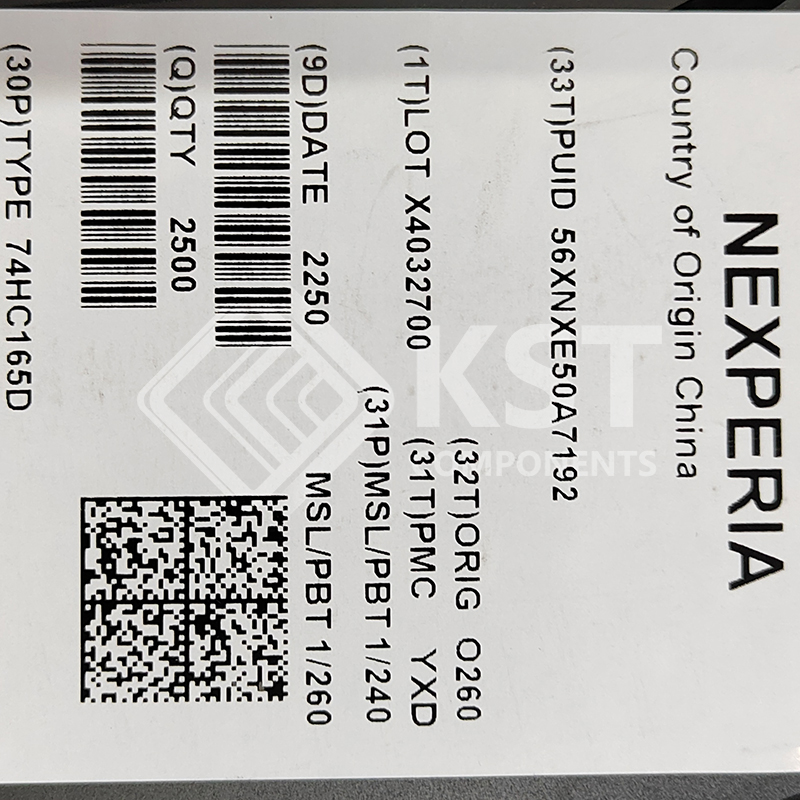 NEXPERIA
Country of Origin China
(33T)PUID 56XNXE50A7192
(32T)ORIG O260
(1T)LOT X4032700
(31T)PMC YXD
(31P)MSL/PBT 1/240
(9D)DATE 2250
MSL/PBT 1/260
(Q)QTY 2500
(30P)TYPE 74HC165D
KST
COMPONENTS